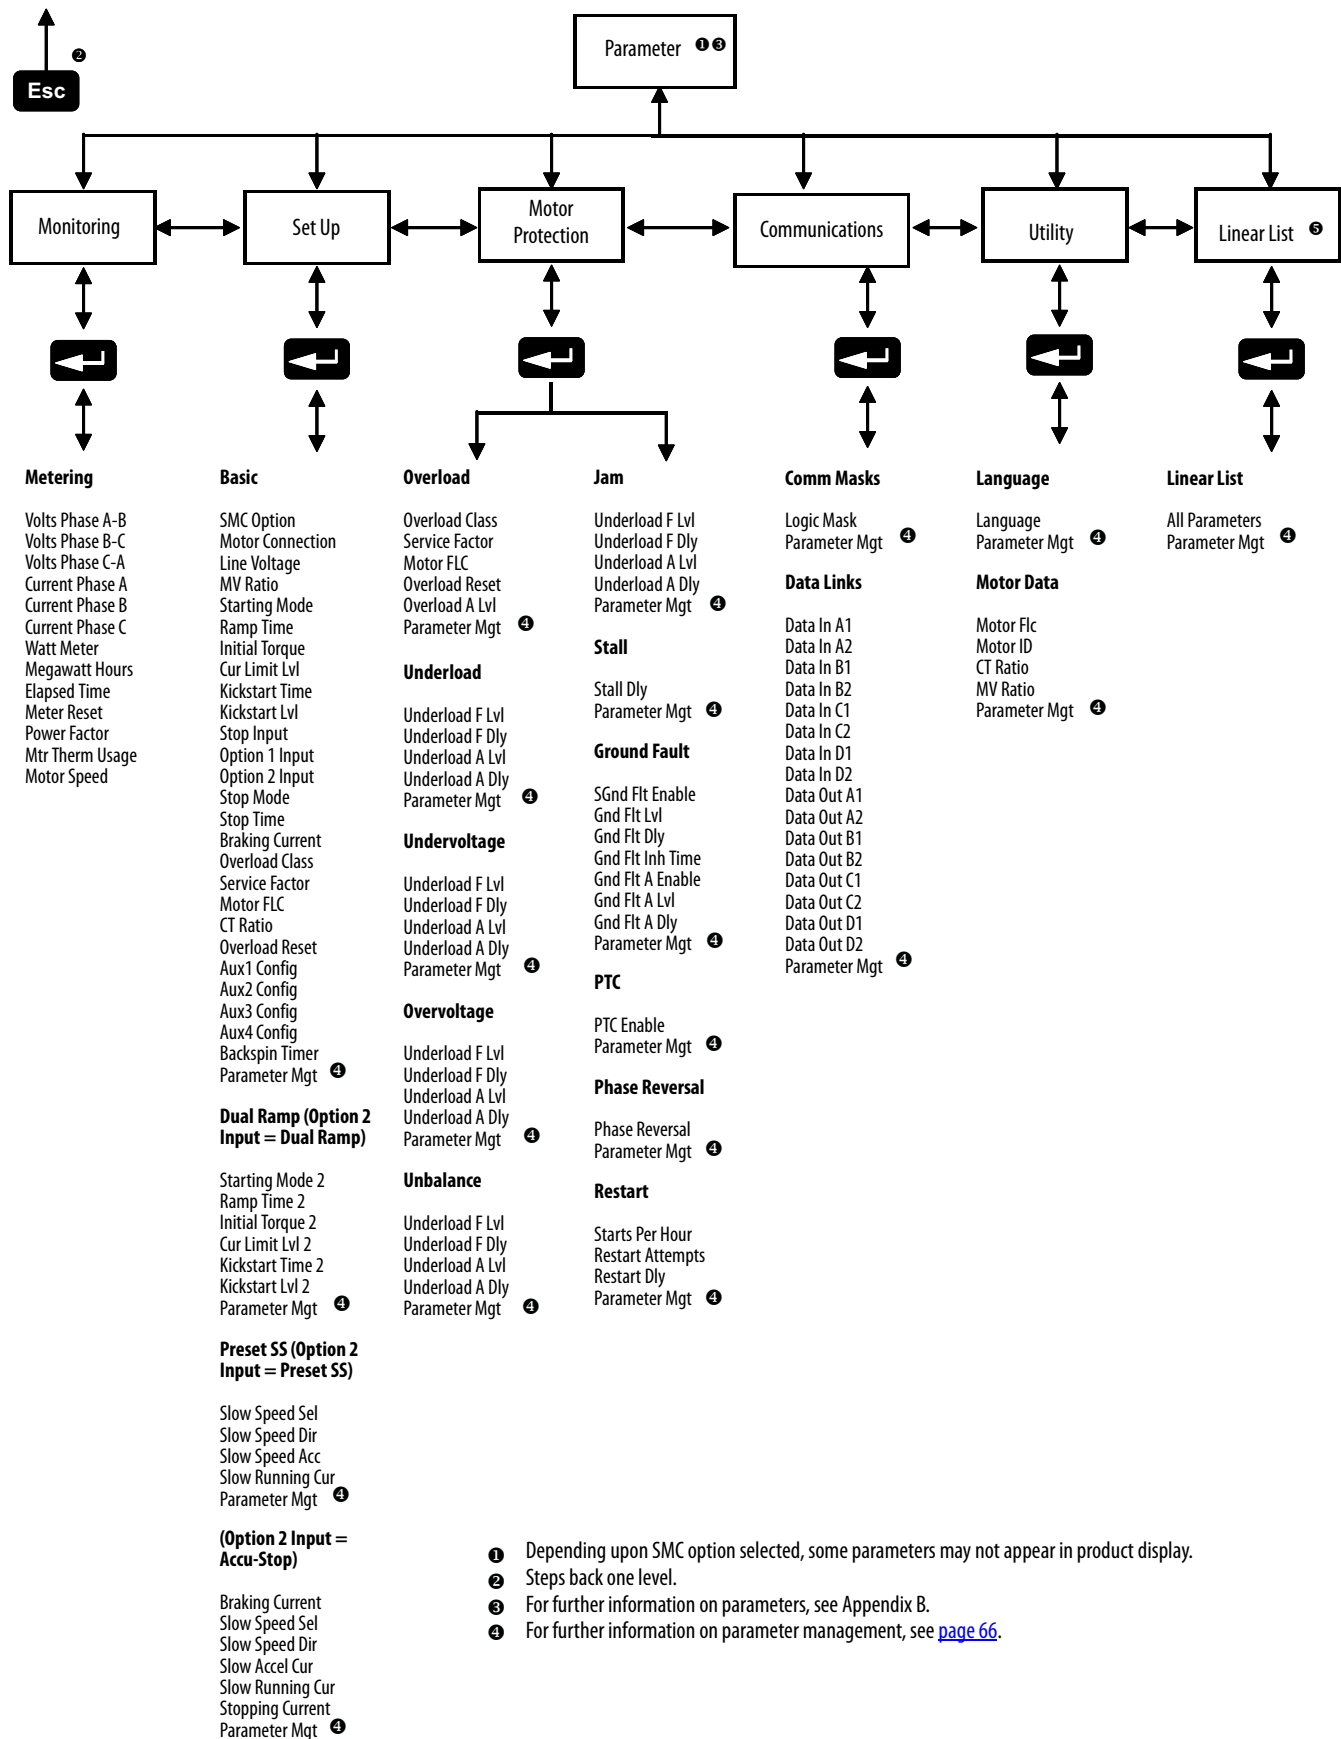 ❷
Esc
Parameter ❶❸
Monitoring
Set Up
Motor
Protection
Communications
Utility
Linear List ❺
Metering
Volts Phase A-B
Volts Phase B-C
Volts Phase C-A
Current Phase A
Current Phase B
Current Phase C
Watt Meter
Megawatt Hours
Elapsed Time
Meter Reset
Power Factor
Mtr Therm Usage
Motor Speed
Basic
SMC Option
Motor Connection
Line Voltage
MV Ratio
Starting Mode
Ramp Time
Initial Torque
Cur Limit Lvl
Kickstart Time
Kickstart Lvl
Stop Input
Option 1 Input
Option 2 Input
Stop Mode
Stop Time
Braking Current
Overload Class
Service Factor
Motor FLC
CT Ratio
Overload Reset
Aux1 Config
Aux2 Config
Aux3 Config
Aux4 Config
Backspin Timer
Parameter Mgt ❹
Dual Ramp (Option 2
Input = Dual Ramp)
Starting Mode 2
Ramp Time 2
Initial Torque 2
Cur Limit Lvl 2
Kickstart Time 2
Kickstart Lvl 2
Parameter Mgt ❹
Preset SS (Option 2
Input = Preset SS)
Slow Speed Sel
Slow Speed Dir
Slow Speed Acc
Slow Running Cur
Parameter Mgt ❹
(Option 2 Input =
Accu-Stop)
Braking Current
Slow Speed Sel
Slow Speed Dir
Slow Accel Cur
Slow Running Cur
Stopping Current
Parameter Mgt ❹
Overload
Overload Class
Service Factor
Motor FLC
Overload Reset
Overload A Lvl
Parameter Mgt ❹
Underload
Underload F Lvl
Underload F Dly
Underload A Lvl
Underload A Dly
Parameter Mgt ❹
Undervoltage
Underload F Lvl
Underload F Dly
Underload A Lvl
Underload A Dly
Parameter Mgt ❹
Overvoltage
Underload F Lvl
Underload F Dly
Underload A Lvl
Underload A Dly
Parameter Mgt ❹
Unbalance
Underload F Lvl
Underload F Dly
Underload A Lvl
Underload A Dly
Parameter Mgt ❹
Jam
Underload F Lvl
Underload F Dly
Underload A Lvl
Underload A Dly
Parameter Mgt ❹
Stall
Stall Dly
Parameter Mgt ❹
Ground Fault
SGnd Flt Enable
Gnd Flt Lvl
Gnd Flt Dly
Gnd Flt Inh Time
Gnd Flt A Enable
Gnd Flt A Lvl
Gnd Flt A Dly
Parameter Mgt ❹
PTC
PTC Enable
Parameter Mgt ❹
Phase Reversal
Phase Reversal
Parameter Mgt ❹
Restart
Starts Per Hour
Restart Attempts
Restart Dly
Parameter Mgt ❹
Comm Masks
Logic Mask
Parameter Mgt ❹
Data Links
Data In A1
Data In A2
Data In B1
Data In B2
Data In C1
Data In C2
Data In D1
Data In D2
Data Out A1
Data Out A2
Data Out B1
Data Out B2
Data Out C1
Data Out C2
Data Out D1
Data Out D2
Parameter Mgt ❹
Language
Language
Parameter Mgt ❹
Motor Data
Motor Flc
Motor ID
CT Ratio
MV Ratio
Parameter Mgt ❹
Linear List
All Parameters
Parameter Mgt ❹
❶ Depending upon SMC option selected, some parameters may not appear in product display.
❷ Steps back one level.
❸ For further information on parameters, see Appendix B.
❹ For further information on parameter management, see page 66.